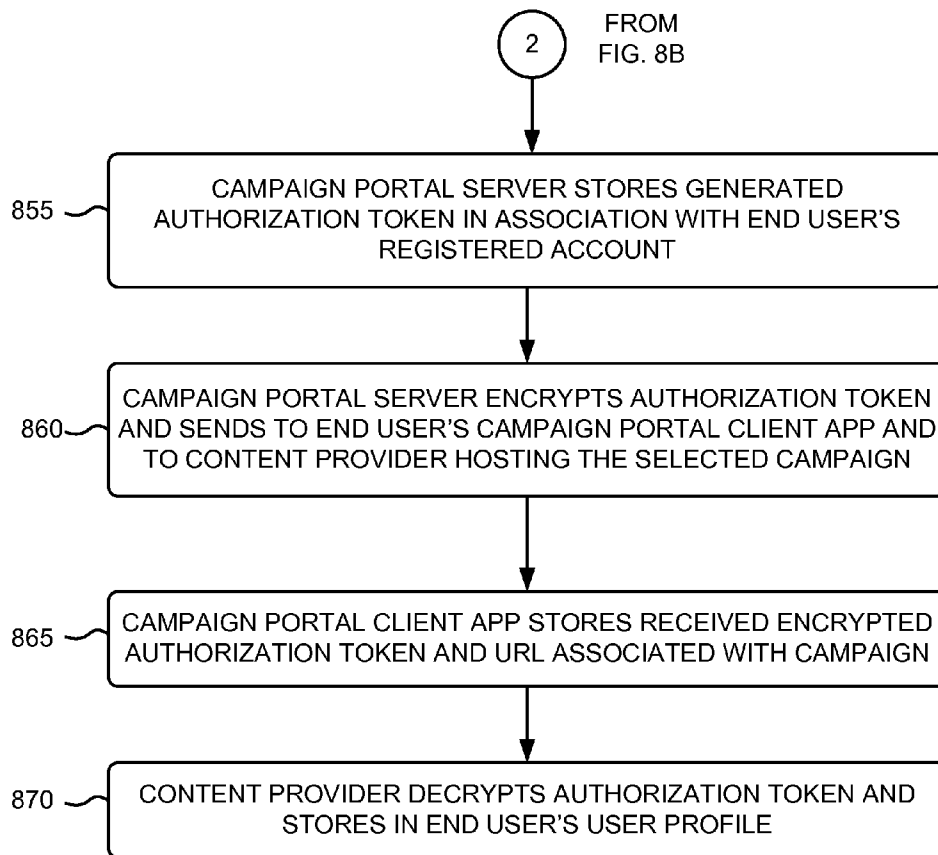 2
FROM
FIG. 8B
855
CAMPAIGN PORTAL SERVER STORES GENERATED
AUTHORIZATION TOKEN IN ASSOCIATION WITH END USER'S
REGISTERED ACCOUNT
860
CAMPAIGN PORTAL SERVER ENCRYPTS AUTHORIZATION TOKEN
AND SENDS TO END USER'S CAMPAIGN PORTAL CLIENT APP AND
TO CONTENT PROVIDER HOSTING THE SELECTED CAMPAIGN
865
CAMPAIGN PORTAL CLIENT APP STORES RECEIVED ENCRYPTED
AUTHORIZATION TOKEN AND URL ASSOCIATED WITH CAMPAIGN
870
CONTENT PROVIDER DECRYPTS AUTHORIZATION TOKEN AND
STORES IN END USER'S USER PROFILE